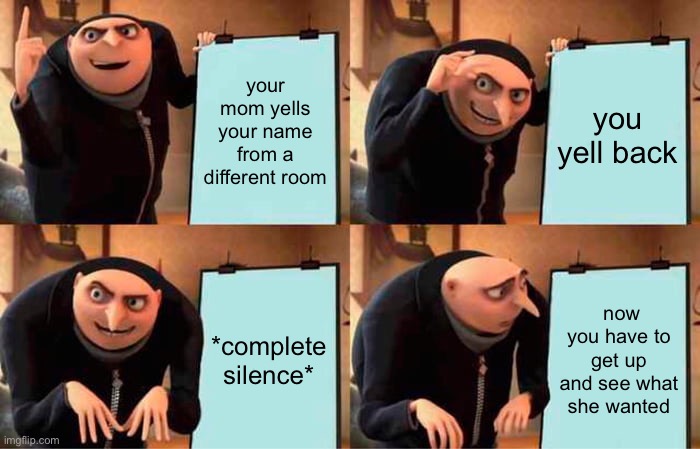 your
mom yells
your name
from a
different room
you
yell back
*complete
silence*
now
you have to
get up
and see what
she wanted
imgflip.com